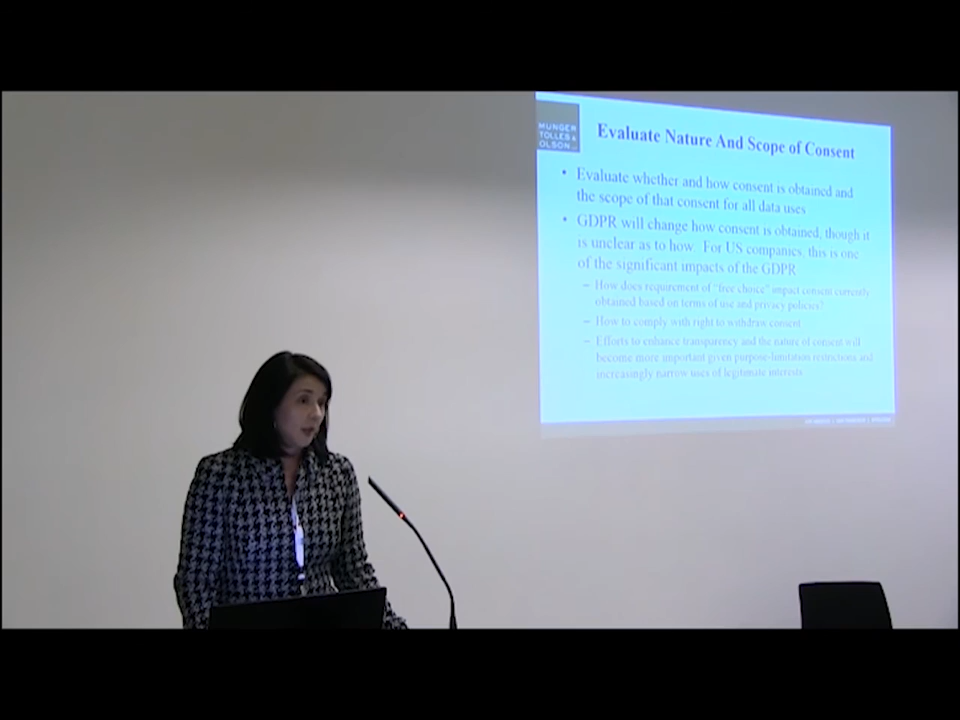 MUNGER
TOLLES &
OLSON LLP
Evaluate Nature And Scope of Consent
• Evaluate whether and how consent is obtained and
the scope of that consent for all data uses
• GDPR will change how consent is obtained, though it
is unclear as to how. For US companies, this is one
of the significant impacts of the GDPR
– How does requirement of "free choice" impact consent currently
obtained based on terms of use and privacy policies?
– How to comply with right to withdraw consent
– Efforts to enhance transparency and the nature of consent will
become more important given purpose-limitation restrictions and
increasingly narrow uses of legitimate interests